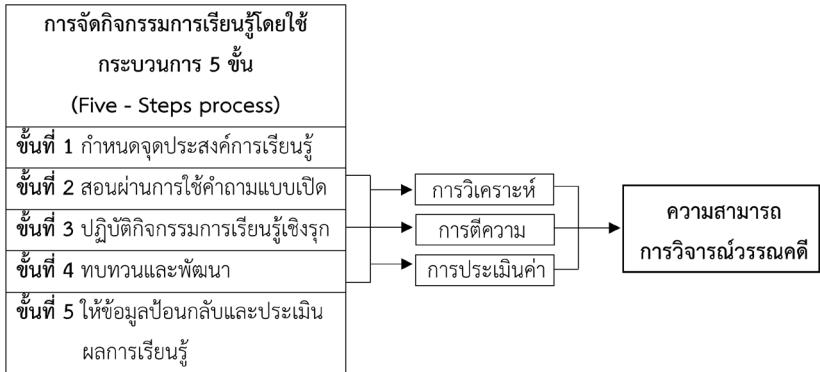 การจัดกิจกรรมการเรียนรู้โดยใช้
กระบวนการ 5 ขั้น
(Five - Steps process)
ขั้นที่ 1 กำหนดจุดประสงค์การเรียนรู้
ขั้นที่ 2 สอนผ่านการใช้คำถามแบบเปิด
ขั้นที่ 3 ปฏิบัติกิจกรรมการเรียนรู้เชิงรุก
ขั้นที่ 4 ทบทวนและพัฒนา
ขั้นที่ 5 ให้ข้อมูลป้อนกลับและประเมิน
ผลการเรียนรู้
การวิเคราะห์
การตีความ
การประเมินค่า
ความสามารถ
การวิจารณ์วรรณคดี